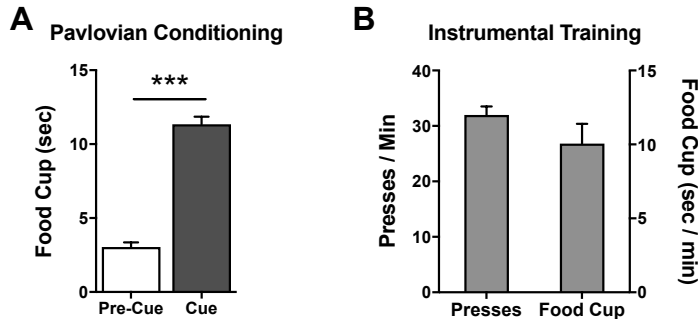 A
Pavlovian Conditioning
15
10
5
0
Food Cup (sec)
***
Pre-Cue
Cue
B
Instrumental Training
40
30
20
10
0
Presses / Min
15
10
5
0
Food Cup (sec / min)
Presses
Food Cup